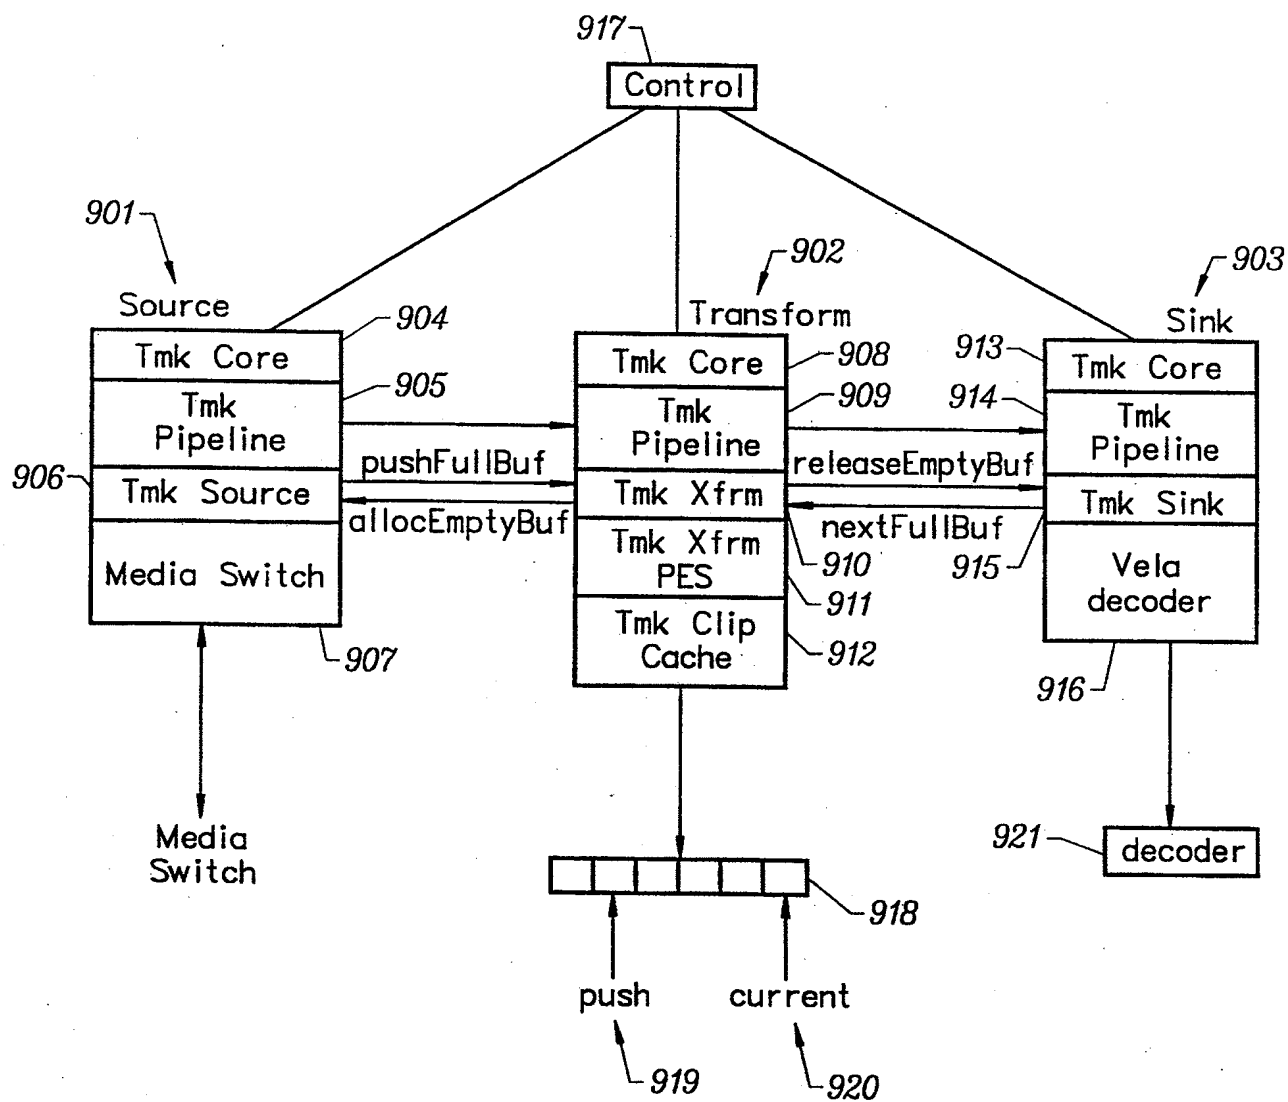 917
Control
901
902
903
Source
904
Transform
Sink
Tmk Core
Tmk Core
908
913
Tmk Core
905
909
914
Tmk
Pipeline
Tmk
Pipeline
Tmk
Pipeline
906
pushFullBuf
releaseEmptyBuf
Tmk Source
Tmk Xfrm
Tmk Sink
allocEmptyBuf
nextFullBuf
910
915
Media Switch
Tmk Xfrm
PES
911
Vela
decoder
907
Tmk Clip
Cache
912
916
Media
Switch
921
decoder
918
push
current
919
920